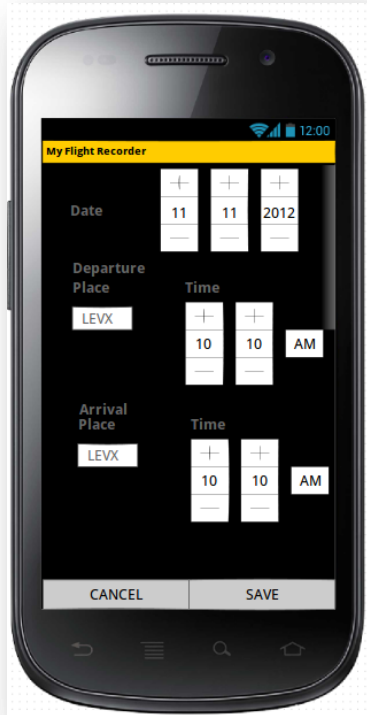 12:00
My Flight Recorder
+ + +
Date 11 11 2012
— — —
Departure
Place Time
LEVX
+ +
10 10 AM
— —
Arrival
Place Time
LEVX
+ +
10 10 AM
— —
CANCEL SAVE